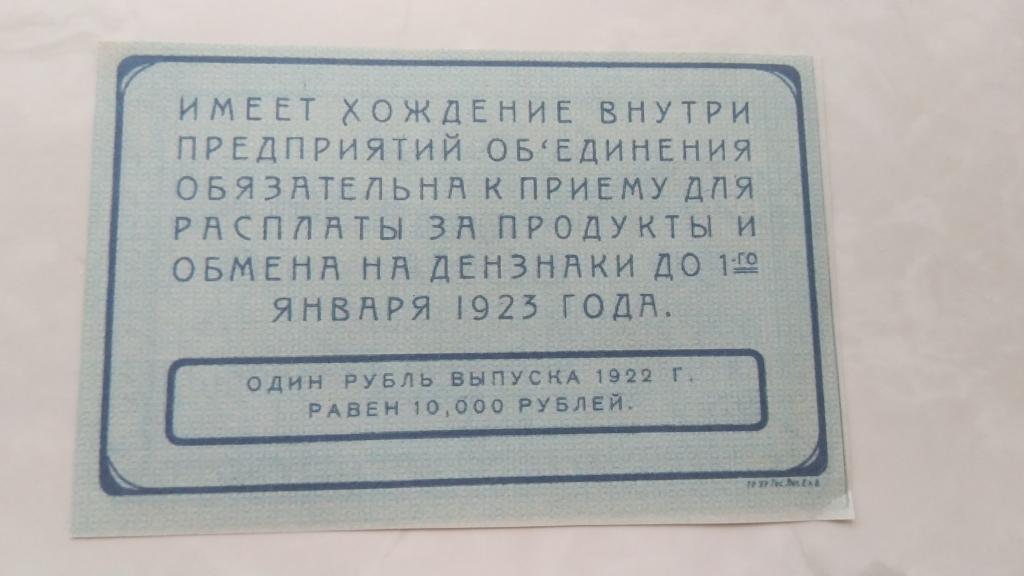 ИМЕЕТ ХОЖДЕНИЕ ВНУТРИ
ПРЕДПРИЯТИЙ ОБ'ЕДИНЕНИЯ
ОБЯЗАТЕЛЬНА К ПРИЕМУ ДЛЯ
РАСПЛАТЫ ЗА ПРОДУКТЫ И
ОБМЕНА НА ДЕНЗНАКИ ДО 1-го
ЯНВАРЯ 1923 ГОДА.
ОДИН РУБЛЬ ВЫПУСКА 1922 Г.
РАВЕН 10,000 РУБЛЕЙ.